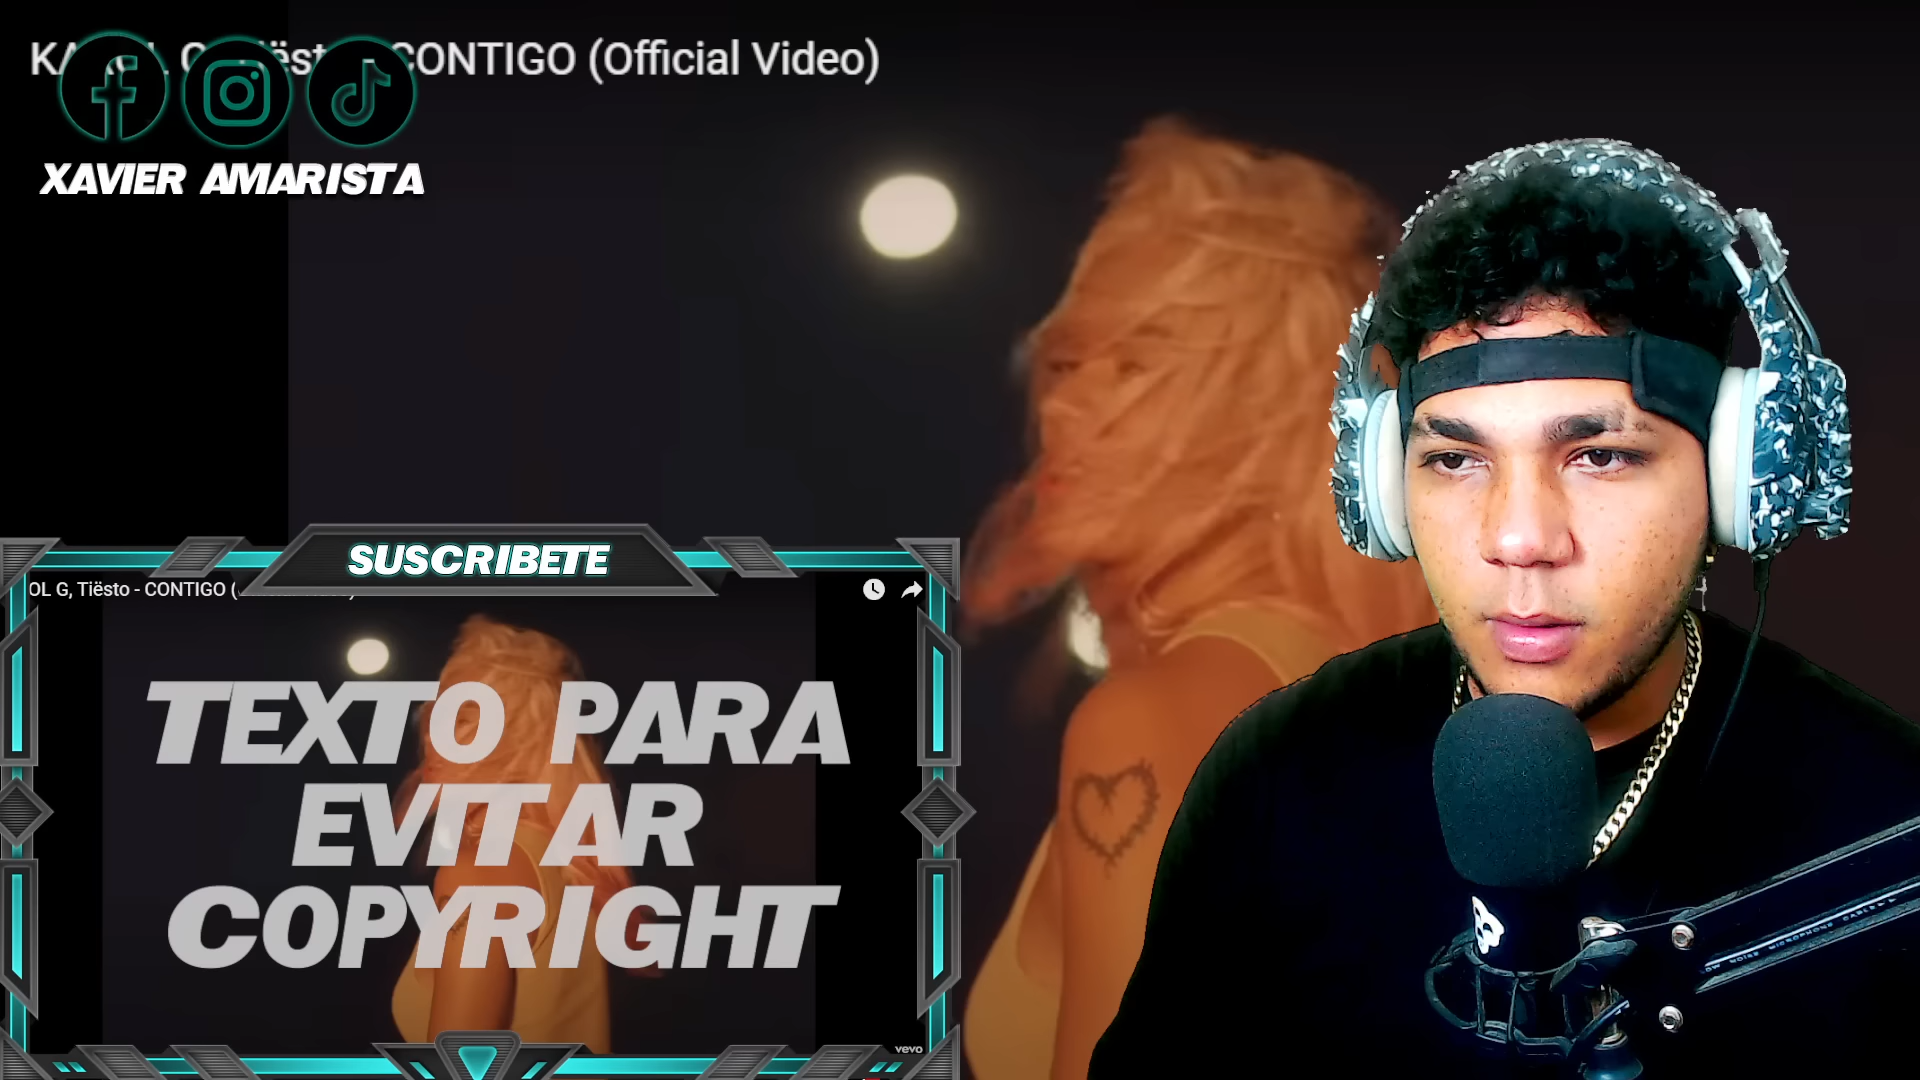 CONTIGO (Official Video)
XAVIER AMARISTA
SUSCRIBETE
OL G, Tiësto - CONTIGO (
TEXTO PARA
EVITAR
COPYRIGHT
vevo